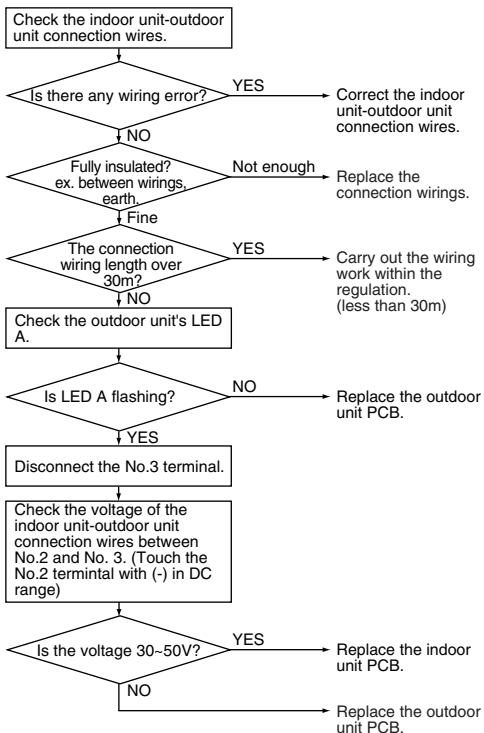 Check the indoor unit-outdoor
unit connection wires.
Is there any wiring error?
YES
Correct the indoor
unit-outdoor unit
connection wires.
NO
Fully insulated?
ex. between wirings,
earth.
Not enough
Replace the
connection wirings.
Fine
The connection
wiring length over
30m?
YES
Carry out the wiring
work within the
regulation.
(less than 30m)
NO
Check the outdoor unit's LED
A.
Is LED A flashing?
NO
Replace the outdoor
unit PCB.
YES
Disconnect the No.3 terminal.
Check the voltage of the
indoor unit-outdoor unit
connection wires between
No.2 and No. 3. (Touch the
No.2 termintal with (-) in DC
range)
Is the voltage 30~50V?
YES
Replace the indoor
unit PCB.
NO
Replace the outdoor
unit PCB.